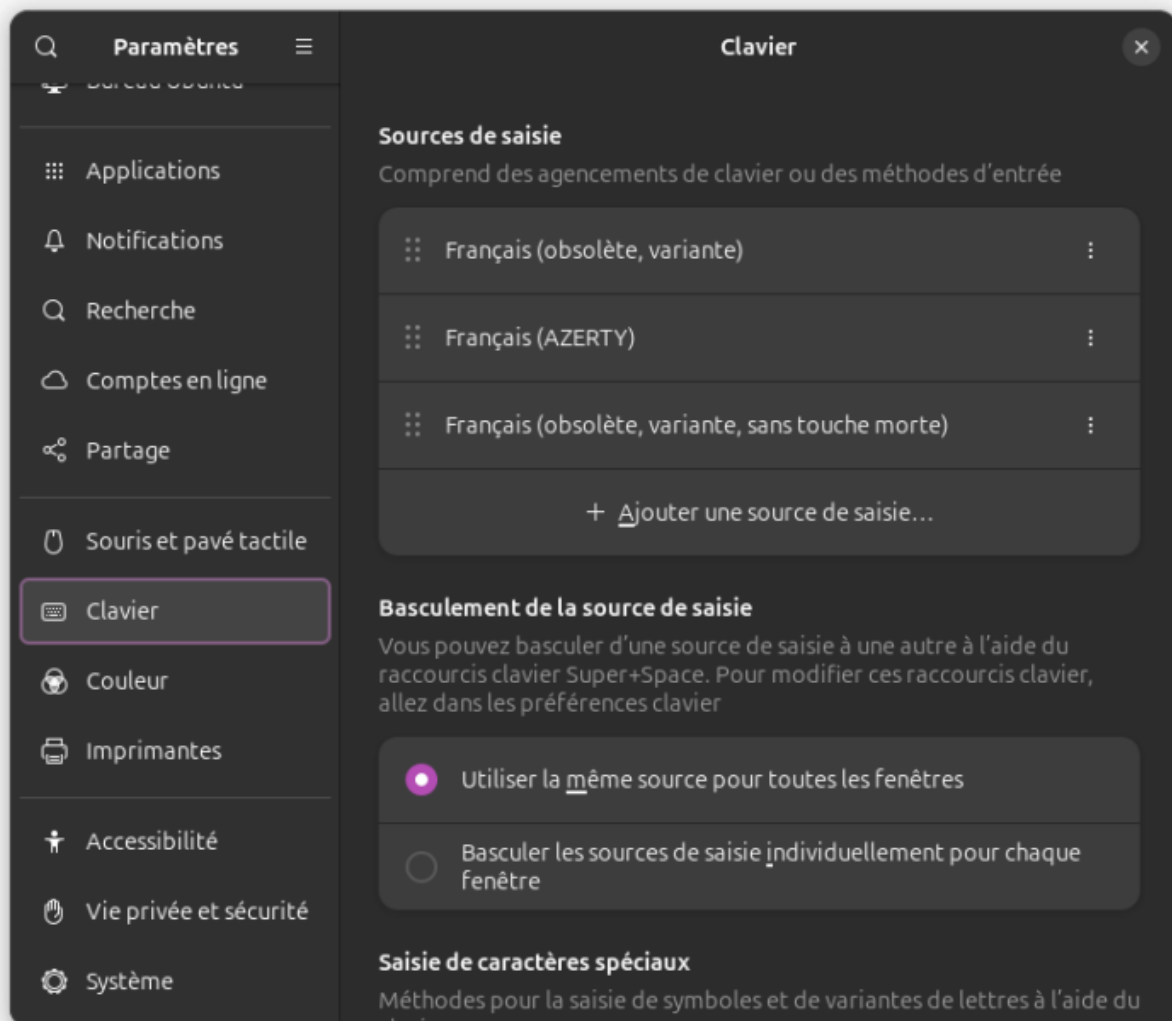 Paramètres
Clavier
Bureau Ubuntu
Applications
Notifications
Recherche
Comptes en ligne
Partage
Souris et pavé tactile
Clavier
Couleur
Imprimantes
Accessibilité
Vie privée et sécurité
Système
Sources de saisie
Comprend des agencements de clavier ou des méthodes d’entrée
Français (obsolète, variante)
Français (AZERTY)
Français (obsolète, variante, sans touche morte)
+ Ajouter une source de saisie…
Basculement de la source de saisie
Vous pouvez basculer d’une source de saisie à une autre à l’aide du
raccourcis clavier Super+Space. Pour modifier ces raccourcis clavier,
allez dans les préférences clavier
Utiliser la même source pour toutes les fenêtres
Basculer les sources de saisie individuellement pour chaque
fenêtre
Saisie de caractères spéciaux
Méthodes pour la saisie de symboles et de variantes de lettres à l’aide du